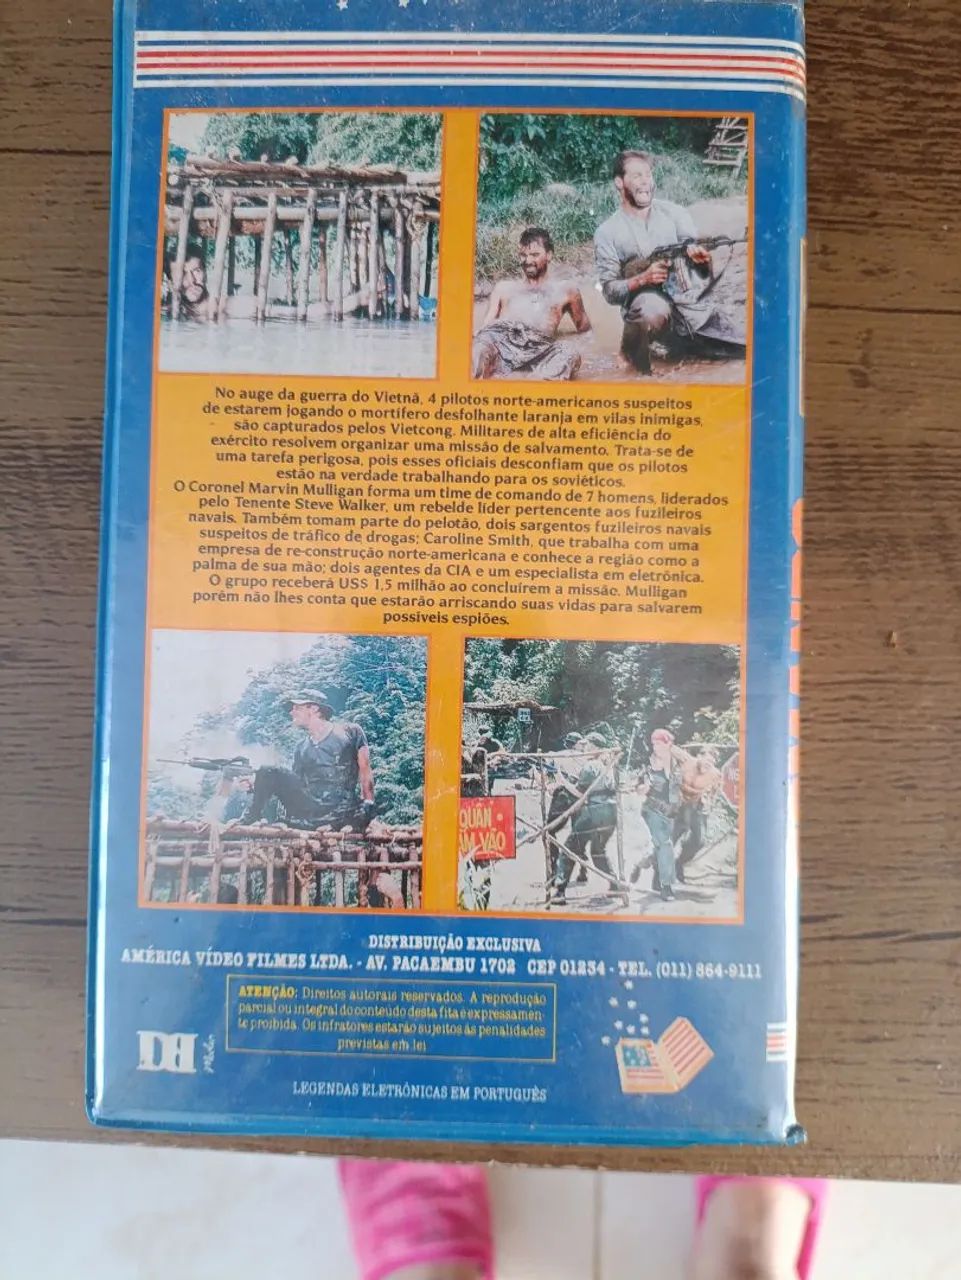 No auge da guerra do Vietnã, 4 pilotos norte-americanos suspeitos
de estarem jogando o mortífero desfolhante laranja em vilas inimigas,
são capturados pelos Vietcong. Militares de alta eficiência do
exército resolvem organizar uma missão de salvamento. Trata-se de
uma tarefa perigosa, pois esses oficiais desconfiam que os pilotos
estão na verdade trabalhando para os soviéticos.
O Coronel Marvin Mulligan forma um time de comando de 7 homens, liderados
pelo Tenente Steve Walker, um rebelde líder pertencente aos fuzileiros
navais. Também tomam parte do pelotão, dois sargentos fuzileiros navais
suspeitos de tráfico de drogas; Caroline Smith, que trabalha com uma
empresa de re-construção norte-americana e conhece a região como a
palma de sua mão; dois agentes da CIA e um especialista em eletrônica.
O grupo receberá US$ 1,5 milhão ao concluírem a missão. Mulligan
porém não lhes conta que estarão arriscando suas vidas para salvarem
possíveis espiões.
QUÂN
ÂM VÃO
NG
DISTRIBUIÇÃO EXCLUSIVA
AMÉRICA VÍDEO FILMES LTDA. - AV. PACAEMBU 1702 CEP 01234 - TEL. (011) 864-9111
ATENÇÃO: Direitos autorais reservados. A reprodução
parcial ou integral do conteúdo desta fita é expressamen-
te proibida. Os infratores estarão sujeitos às penalidades
previstas em lei
LEGENDAS ELETRÔNICAS EM PORTUGUÊS